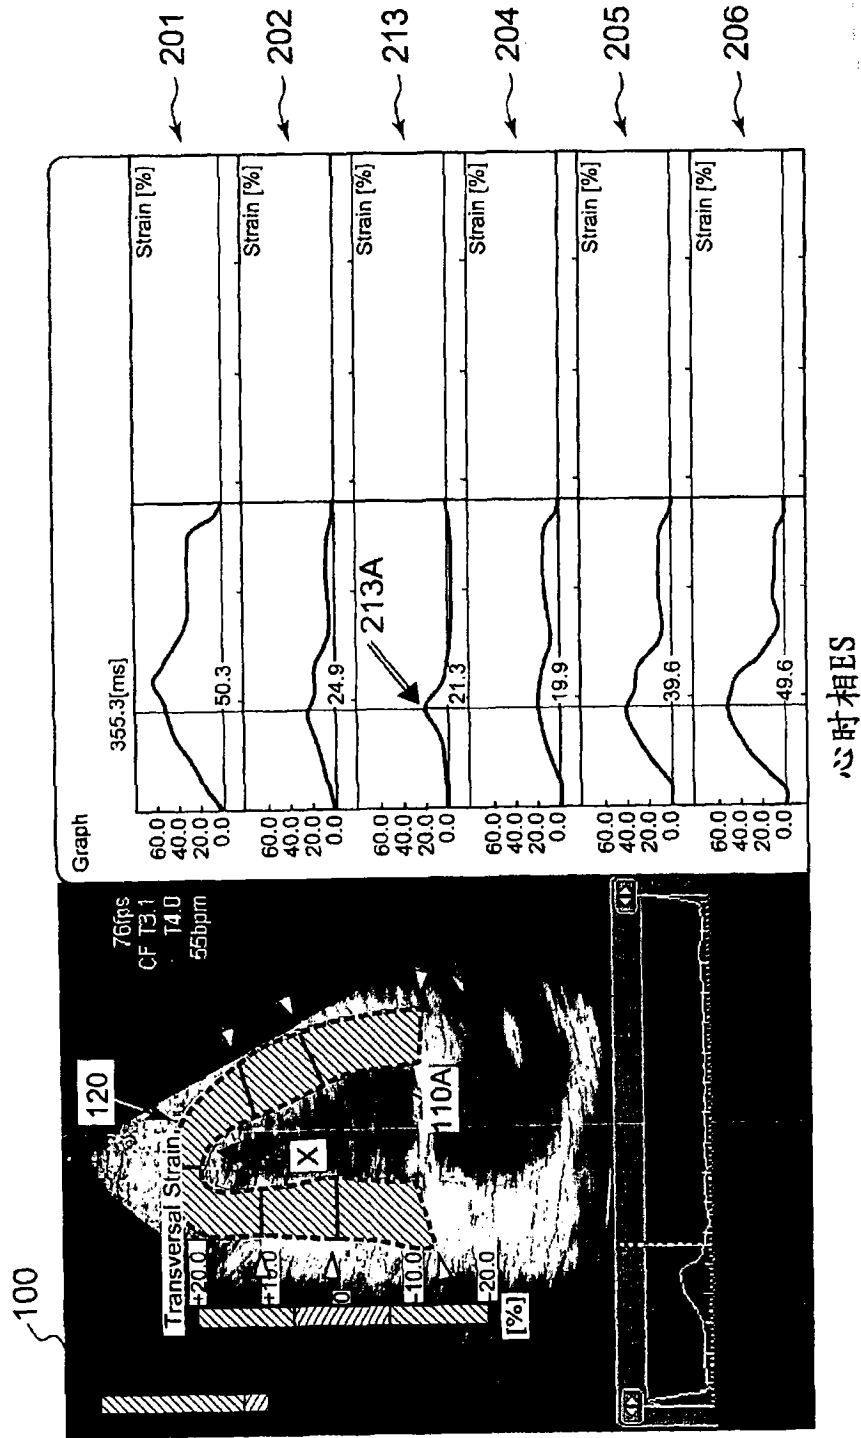 100
76fps
CF T3.1
T4.0
55bpm
120
Transversal Strain
+20.0
+10.0
0
-10.0
-20.0
[%]
X
110A
Graph
355.3[ms]
60.0
40.0
20.0
0.0
50.3
Strain [%]
201
60.0
40.0
20.0
0.0
24.9
Strain [%]
202
60.0
40.0
20.0
0.0
21.3
213A
Strain [%]
213
60.0
40.0
20.0
0.0
19.9
Strain [%]
204
60.0
40.0
20.0
0.0
39.6
Strain [%]
205
60.0
40.0
20.0
0.0
49.6
Strain [%]
206
心时相ES